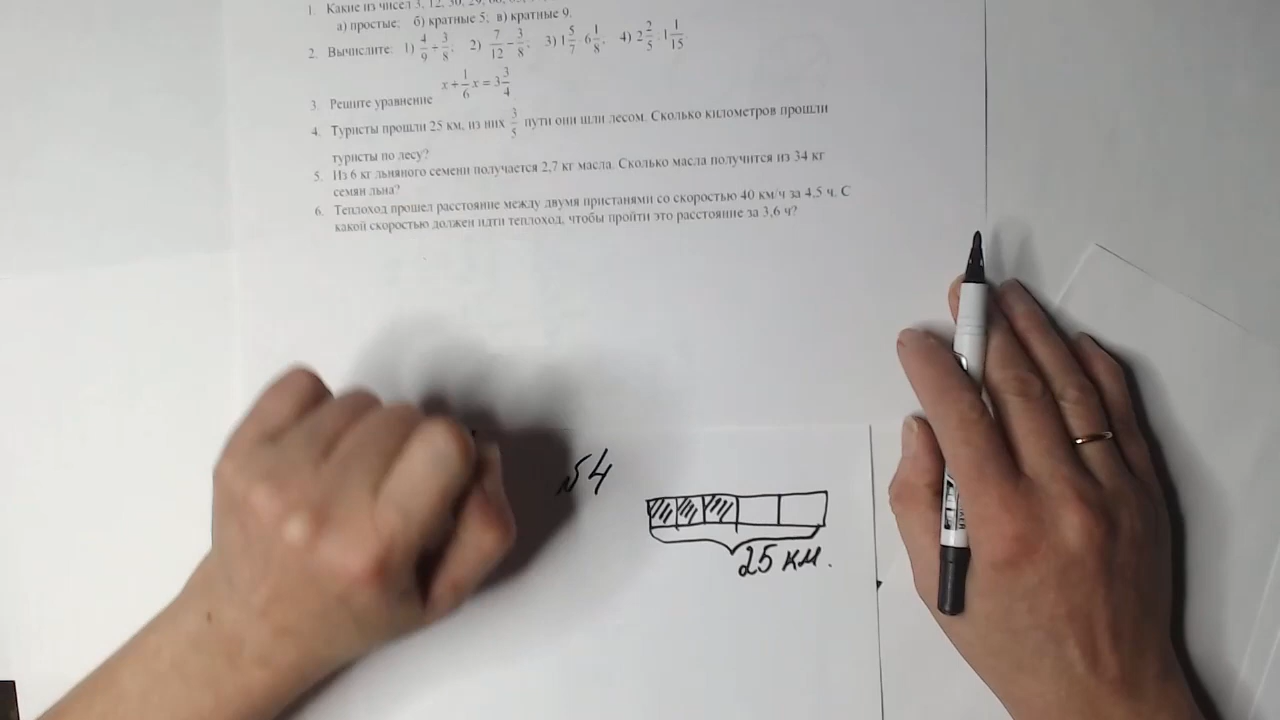 1. Какие из чисел 3, 12, 30, 29,
а) простые; б) кратные 5; в) кратные 9.
2. Вычислите: 1) 4/9 + 3/8; 2) 7/12 − 3/8; 3) 1 5/7 · 6 1/8; 4) 2 2/5 : 1 1/15.
3. Решите уравнение x + 1/6 x = 3 3/4
4. Туристы прошли 25 км, из них 3/5 пути они шли лесом. Сколько километров прошли
туристы по лесу?
5. Из 6 кг льняного семени получается 2,7 кг масла. Сколько масла получится из 34 кг
семян льна?
6. Теплоход прошел расстояние между двумя пристанями со скоростью 40 км/ч за 4,5 ч. С
какой скоростью должен идти теплоход, чтобы пройти это расстояние за 3,6 ч?
№4
25 км.